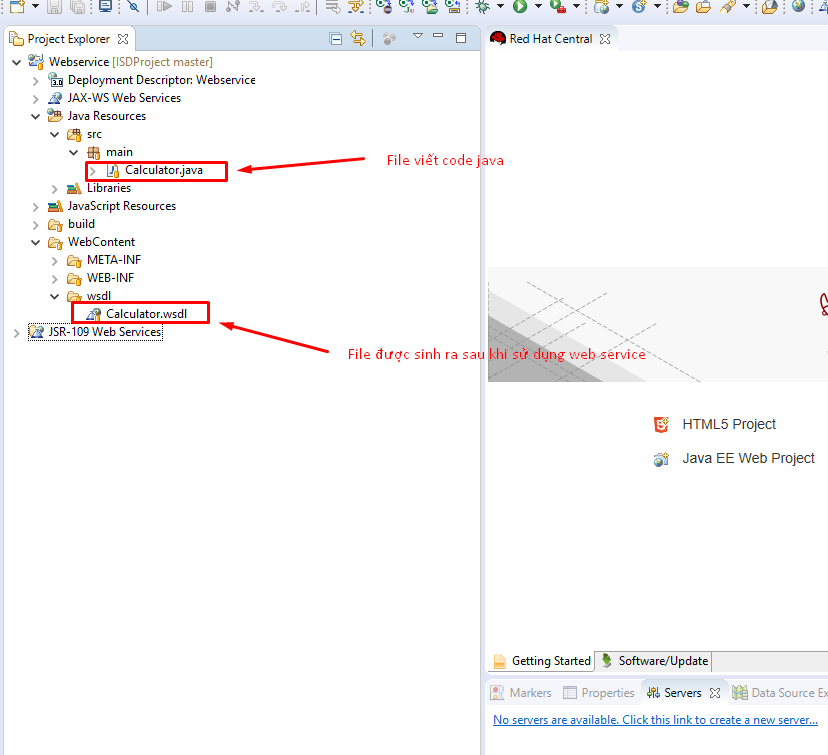 Project Explorer
Red Hat Central
Webservice [ISDProject master]
3.0 Deployment Descriptor: Webservice
JAX-WS Web Services
Java Resources
src
main
Calculator.java
File viết code java
Libraries
JavaScript Resources
build
WebContent
META-INF
WEB-INF
wsdl
Calculator.wsdl
JSR-109 Web Services
File được sinh ra sau khi sử dụng web service
HTML5 Project
Java EE Web Project
Getting Started
Software/Update
Markers
Properties
Servers
Data Source Ex
No servers are available. Click this link to create a new server...